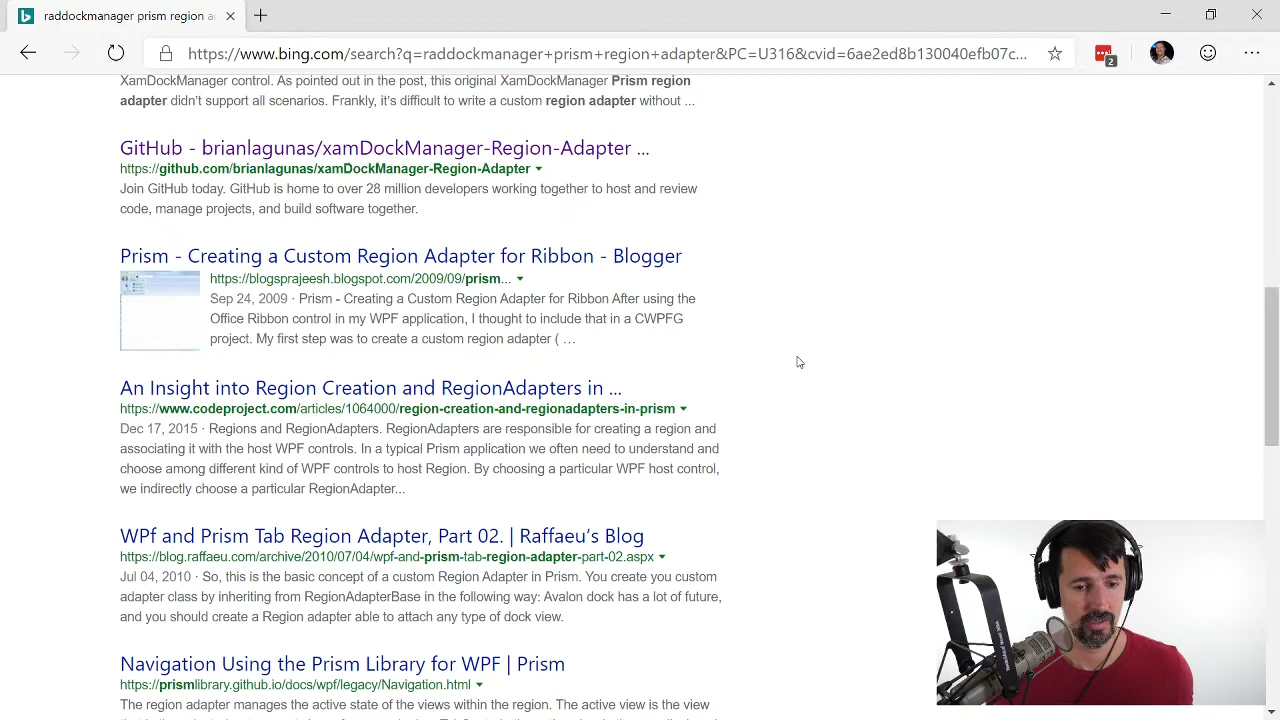 raddockmanager prism region a
https://www.bing.com/search?q=raddockmanager+prism+region+adapter&PC=U316&cvid=6ae2ed8b130040efb07c...
2
XamDockManager control. As pointed out in the post, this original XamDockManager Prism region
adapter didn't support all scenarios. Frankly, it's difficult to write a custom region adapter without ...
GitHub - brianlagunas/xamDockManager-Region-Adapter ...
https://github.com/brianlagunas/xamDockManager-Region-Adapter
Join GitHub today. GitHub is home to over 28 million developers working together to host and review
code, manage projects, and build software together.
Prism - Creating a Custom Region Adapter for Ribbon - Blogger
https://blogsprajeesh.blogspot.com/2009/09/prism...
Sep 24, 2009 · Prism - Creating a Custom Region Adapter for Ribbon After using the
Office Ribbon control in my WPF application, I thought to include that in a CWPFG
project. My first step was to create a custom region adapter ( …
An Insight into Region Creation and RegionAdapters in ...
https://www.codeproject.com/articles/1064000/region-creation-and-regionadapters-in-prism
Dec 17, 2015 · Regions and RegionAdapters. RegionAdapters are responsible for creating a region and
associating it with the host WPF controls. In a typical Prism application we often need to understand and
choose among different kind of WPF controls to host Region. By choosing a particular WPF host control,
we indirectly choose a particular RegionAdapter...
WPf and Prism Tab Region Adapter, Part 02. | Raffaeu's Blog
https://blog.raffaeu.com/archive/2010/07/04/wpf-and-prism-tab-region-adapter-part-02.aspx
Jul 04, 2010 · So, this is the basic concept of a custom Region Adapter in Prism. You create you custom
adapter class by inheriting from RegionAdapterBase in the following way: Avalon dock has a lot of future,
and you should create a Region adapter able to attach any type of dock view.
Navigation Using the Prism Library for WPF | Prism
https://prismlibrary.github.io/docs/wpf/legacy/Navigation.html
The region adapter manages the active state of the views within the region. The active view is the view